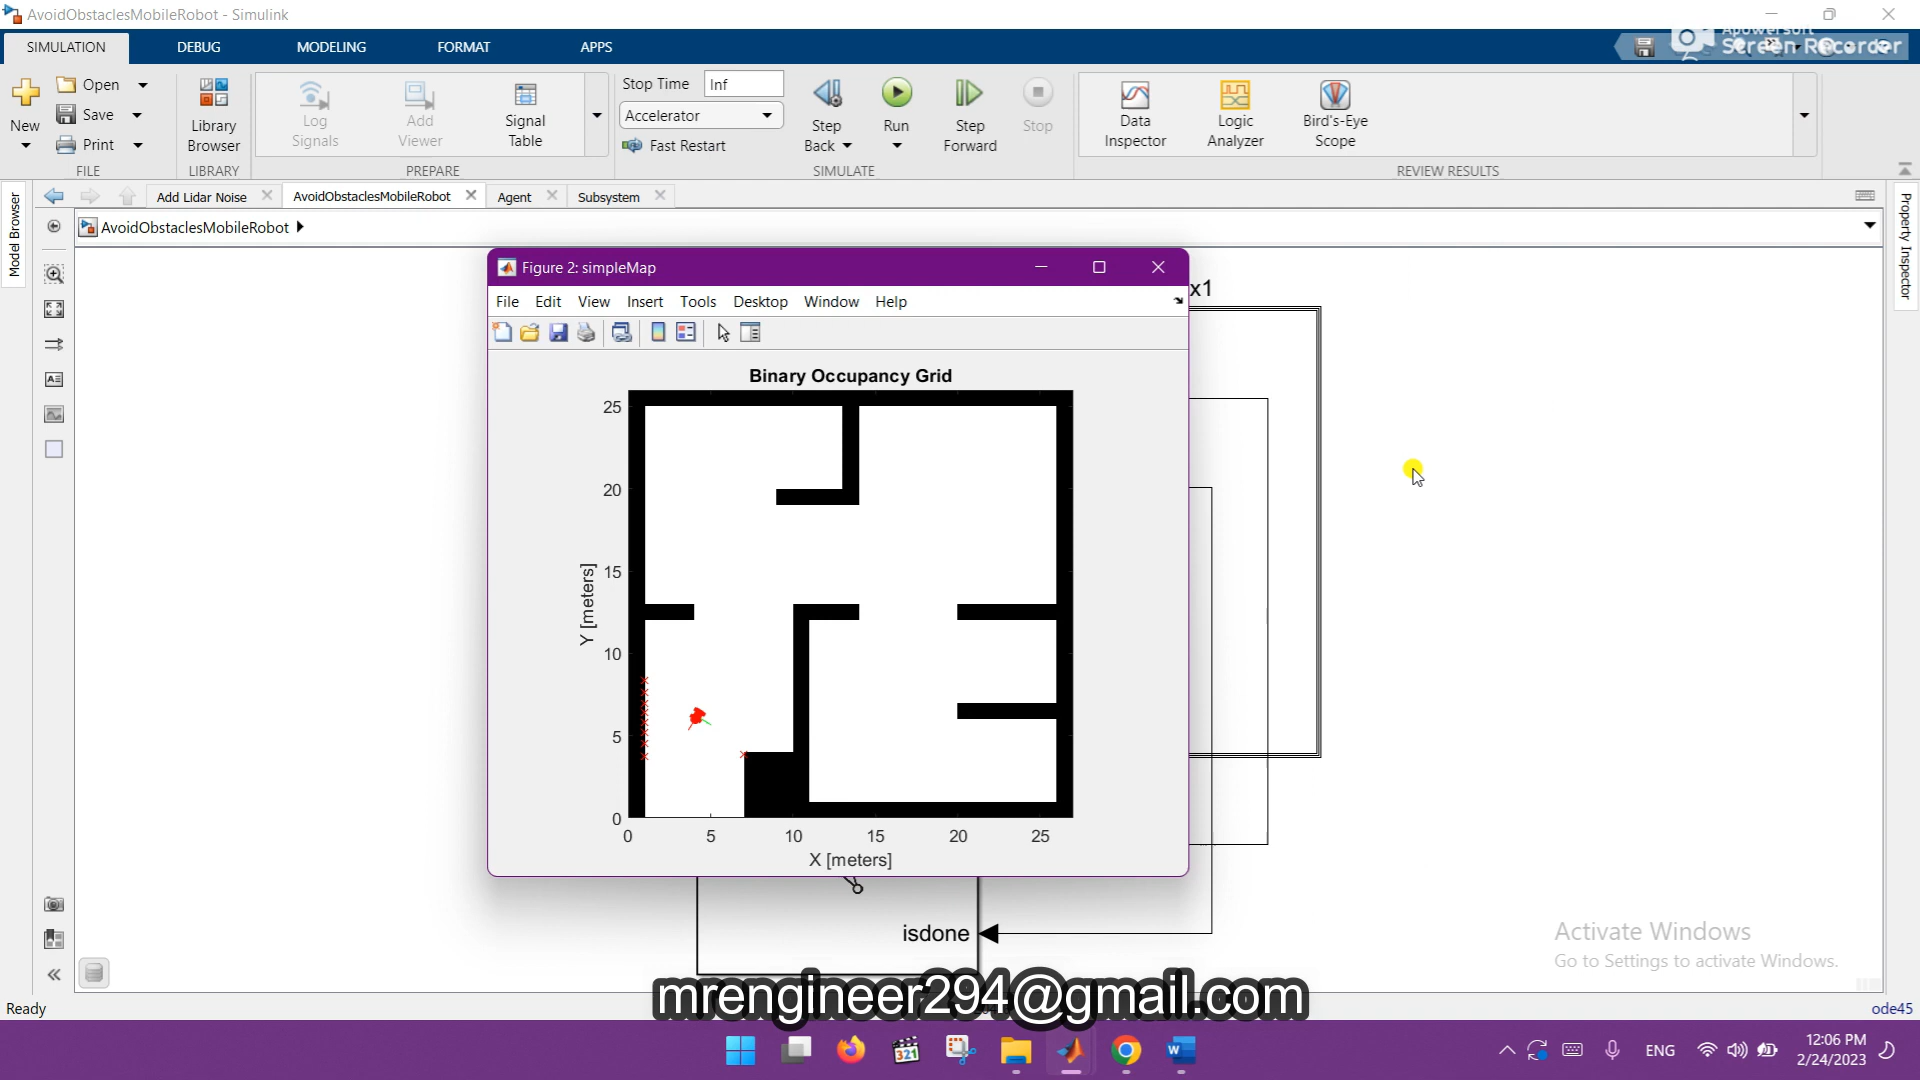 AvoidObstaclesMobileRobot - Simulink
SIMULATION DEBUG MODELING FORMAT APPS
Screen Recorder
New
Open
Save
Print
FILE
Library Browser
LIBRARY
Log Signals
Add Viewer
Signal Table
PREPARE
Stop Time Inf
Accelerator
Fast Restart
Step Back
Run
Step Forward
Stop
SIMULATE
Data Inspector
Logic Analyzer
Bird's-Eye Scope
REVIEW RESULTS
Add Lidar Noise AvoidObstaclesMobileRobot Agent Subsystem
AvoidObstaclesMobileRobot
Model Browser
Property Inspector
Figure 2: simpleMap
File Edit View Insert Tools Desktop Window Help
x1
Binary Occupancy Grid
25
20
15
10
5
0
Y [meters]
0 5 10 15 20 25
X [meters]
isdone
Activate Windows
Go to Settings to activate Windows.
mrengineer294@gmail.com
Ready
ode45
321
ENG
12:06 PM
2/24/2023